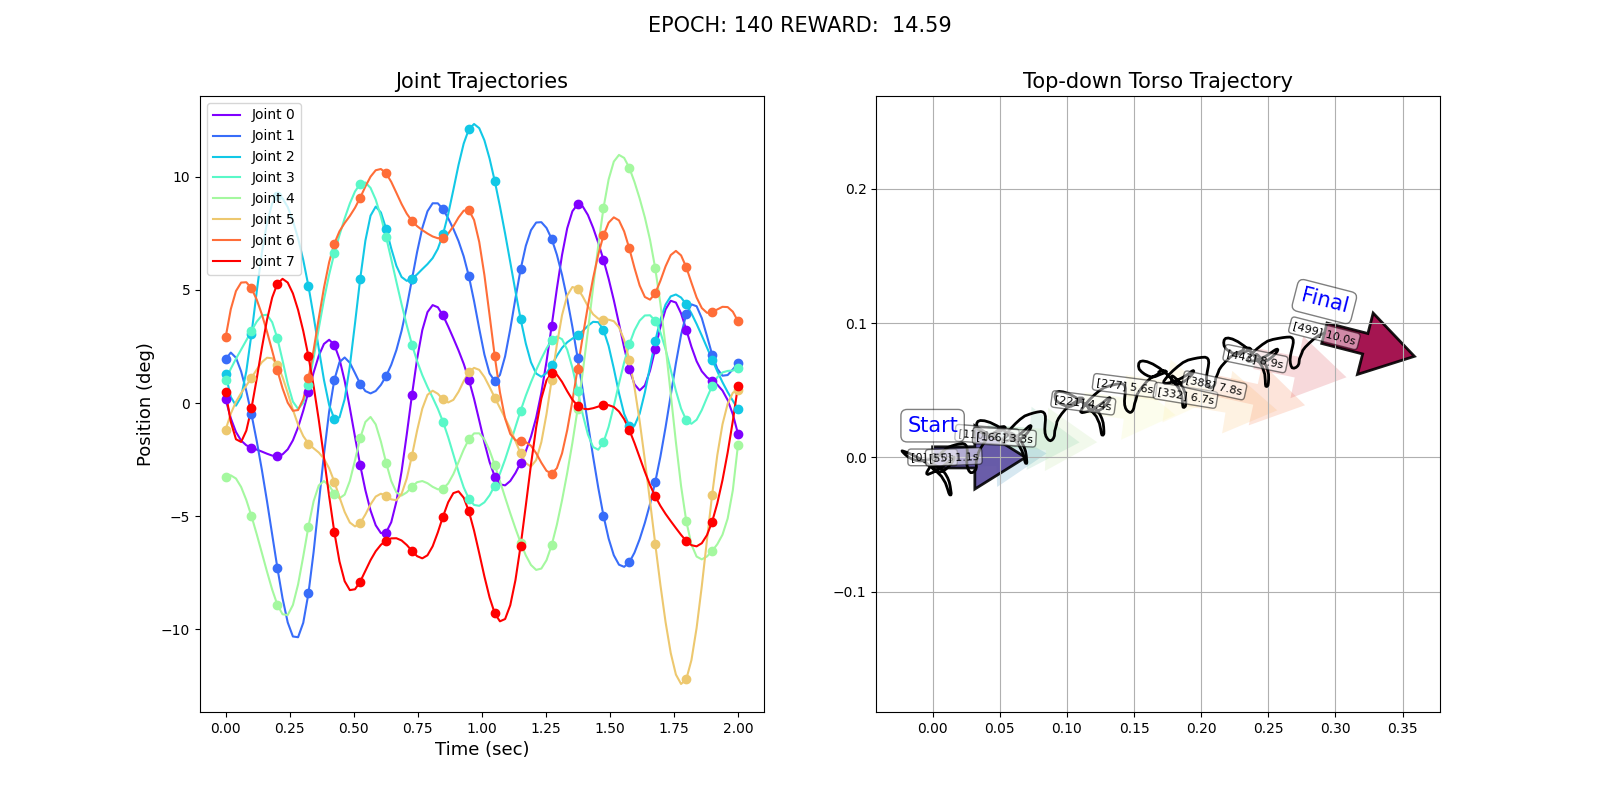 EPOCH: 140 REWARD:  14.59
Joint Trajectories
Joint 0
Joint 1
Joint 2
Joint 3
Joint 4
Joint 5
Joint 6
Joint 7
10
5
0
−5
−10
Position (deg)
0.00 0.25 0.50 0.75 1.00 1.25 1.50 1.75 2.00
Time (sec)
Top-down Torso Trajectory
0.2
0.1
0.0
−0.1
Final
[499] 10.0s
[443] 8.9s
[388] 7.8s
[277] 5.6s
[332] 6.7s
[221] 4.4s
Start
[166] 3.3s
[0]
[55] 1.1s
0.00 0.05 0.10 0.15 0.20 0.25 0.30 0.35